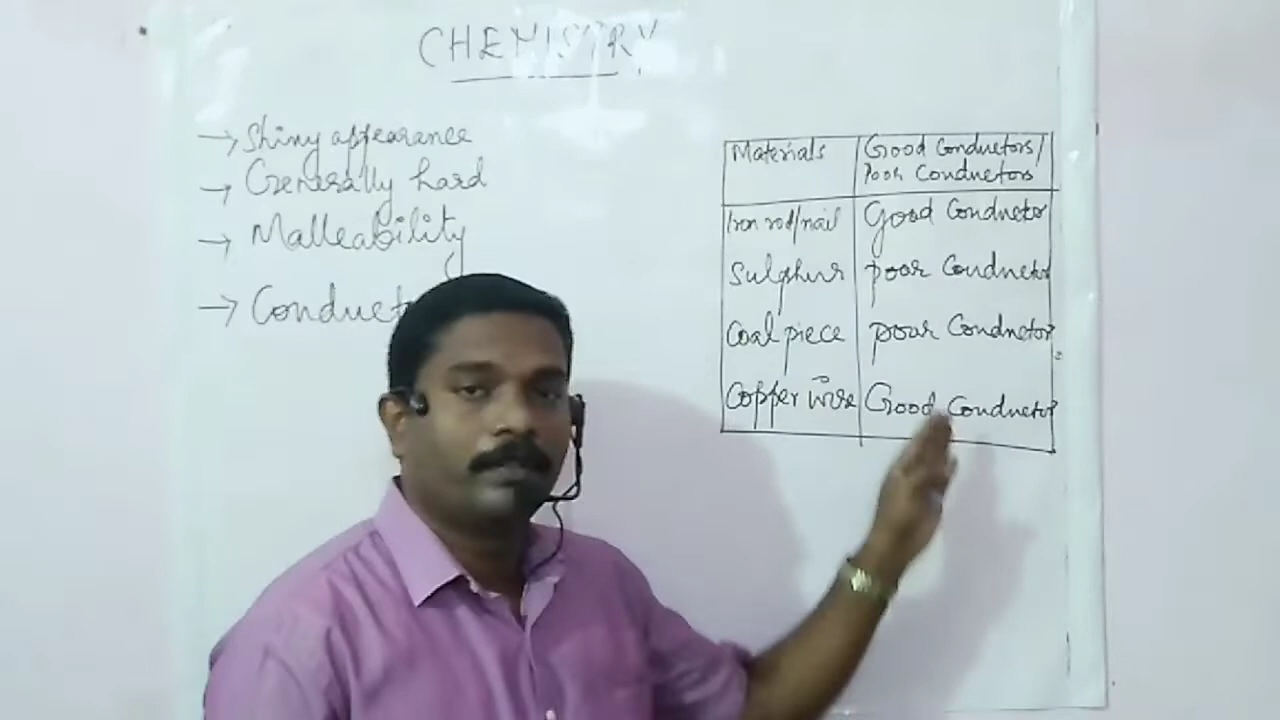 CHEMISTRY
→ Shiny appearance
→ Generally hard
→ Malleability
→ Conduct
Materials
Good Conductors/
Poor Conductors
Iron rod/nail
Good Conductor
Sulphur
poor Conductor
Coal piece
poor Conductor
Copper wire
Good Conductor